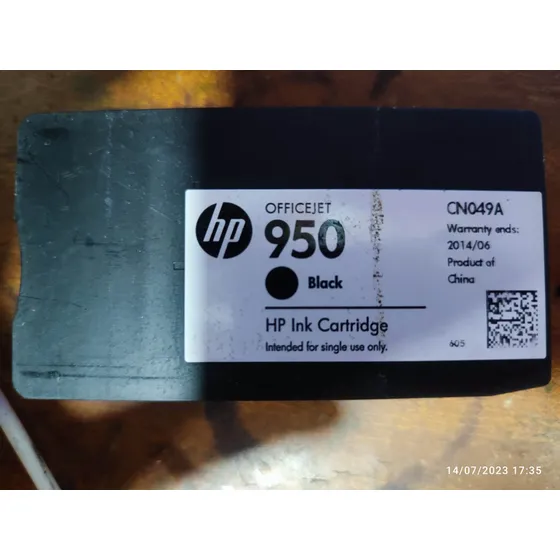 hp
OFFICEJET
950
Black
HP Ink Cartridge
Intended for single use only.
CN049A
Warranty ends:
2014/06
Product of
China
605
14/07/2023 17:35